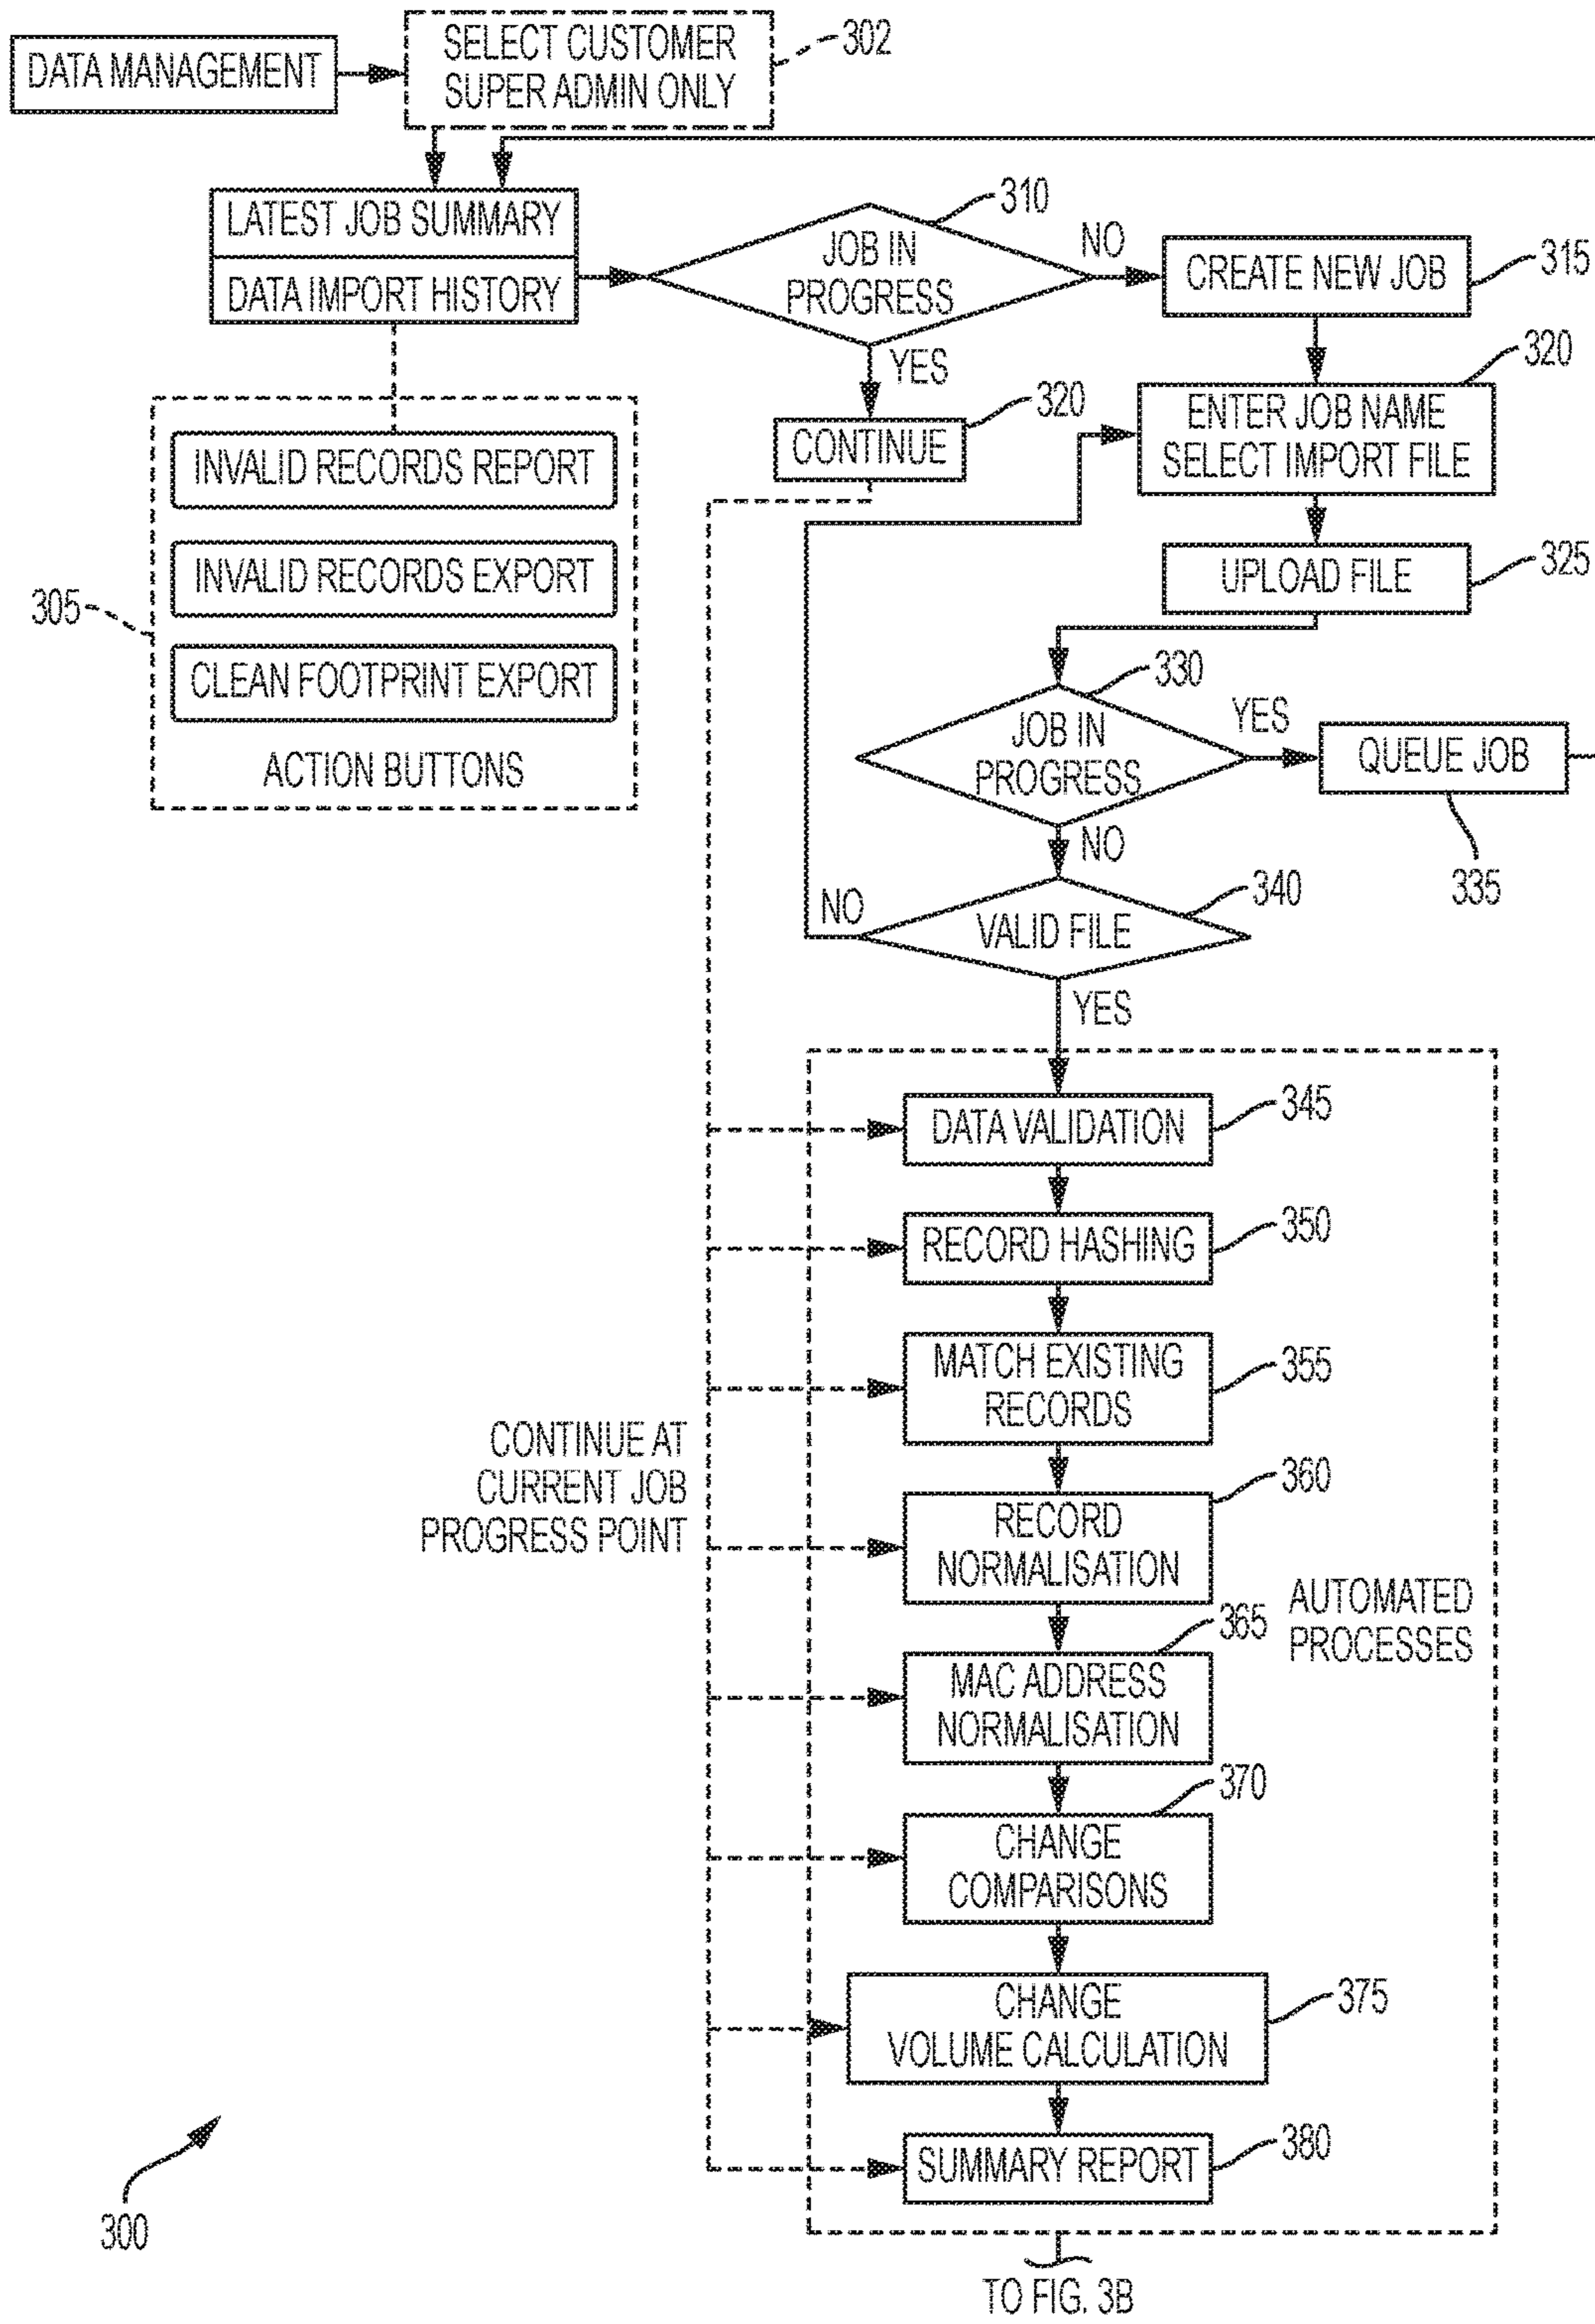 DATA MANAGEMENT
SELECT CUSTOMER
SUPER ADMIN ONLY
302
LATEST JOB SUMMARY
DATA IMPORT HISTORY
310
JOB IN
PROGRESS
NO
YES
CREATE NEW JOB
315
320
CONTINUE
320
ENTER JOB NAME
SELECT IMPORT FILE
INVALID RECORDS REPORT
INVALID RECORDS EXPORT
CLEAN FOOTPRINT EXPORT
ACTION BUTTONS
305
UPLOAD FILE
325
330
JOB IN
PROGRESS
YES
QUEUE JOB
335
NO
340
VALID FILE
NO
YES
DATA VALIDATION
345
RECORD HASHING
350
MATCH EXISTING
RECORDS
355
CONTINUE AT
CURRENT JOB
PROGRESS POINT
360
RECORD
NORMALISATION
AUTOMATED
PROCESSES
365
MAC ADDRESS
NORMALISATION
370
CHANGE
COMPARISONS
CHANGE
VOLUME CALCULATION
375
SUMMARY REPORT
380
300
TO FIG. 3B